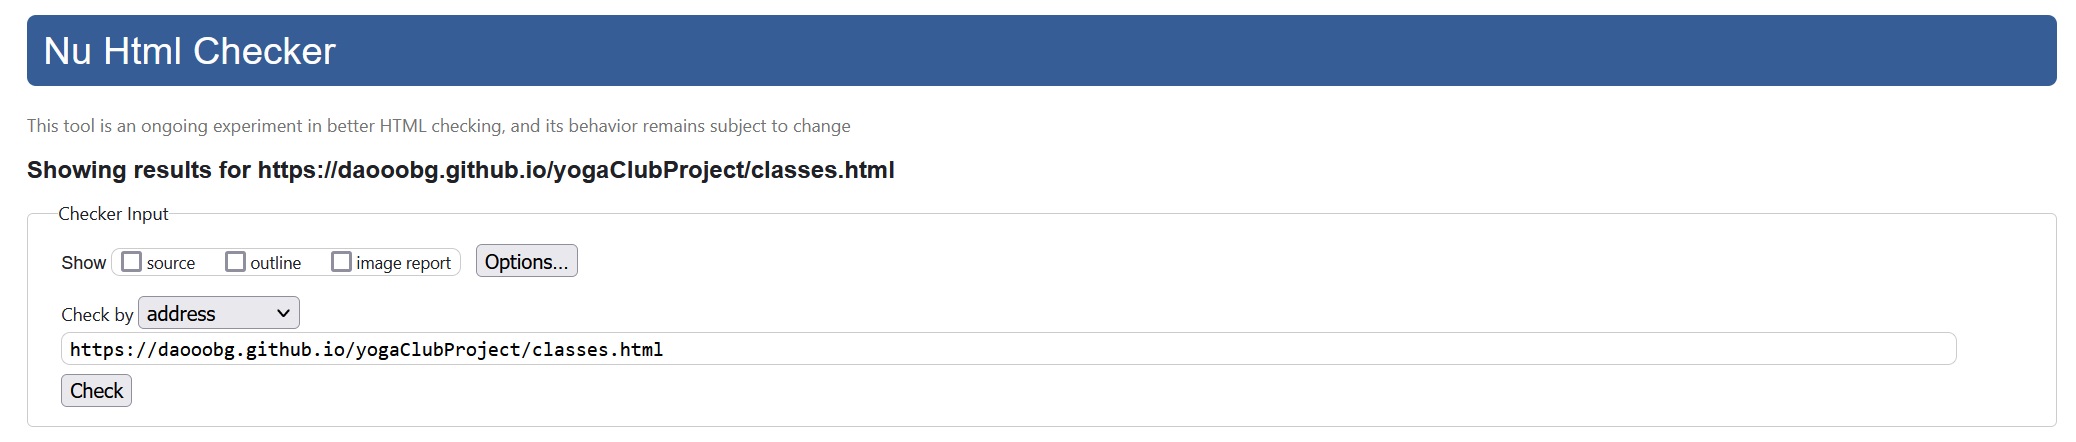 Nu Html Checker
This tool is an ongoing experiment in better HTML checking, and its behavior remains subject to change
Showing results for https://daooobg.github.io/yogaClubProject/classes.html
Checker Input
Show source outline image report Options...
Check by address
https://daooobg.github.io/yogaClubProject/classes.html
Check